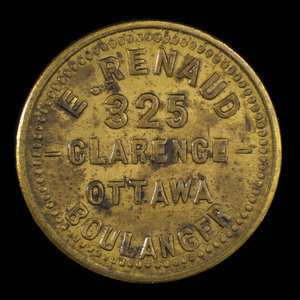 E. RENAUD
325
- CLARENCE -
OTTAWA
BOULANGER